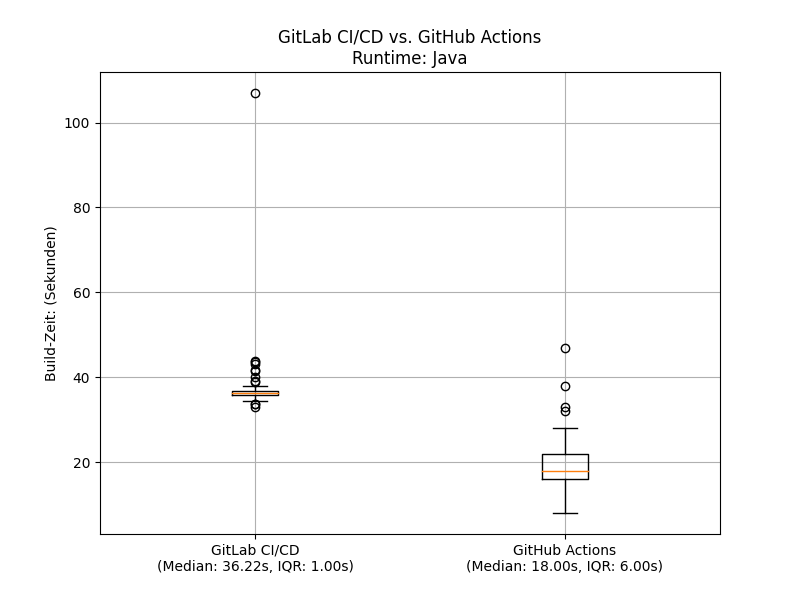 GitLab CI/CD vs. GitHub Actions
Runtime: Java
100
80
60
40
20
Build-Zeit: (Sekunden)
GitLab CI/CD
(Median: 36.22s, IQR: 1.00s)
GitHub Actions
(Median: 18.00s, IQR: 6.00s)